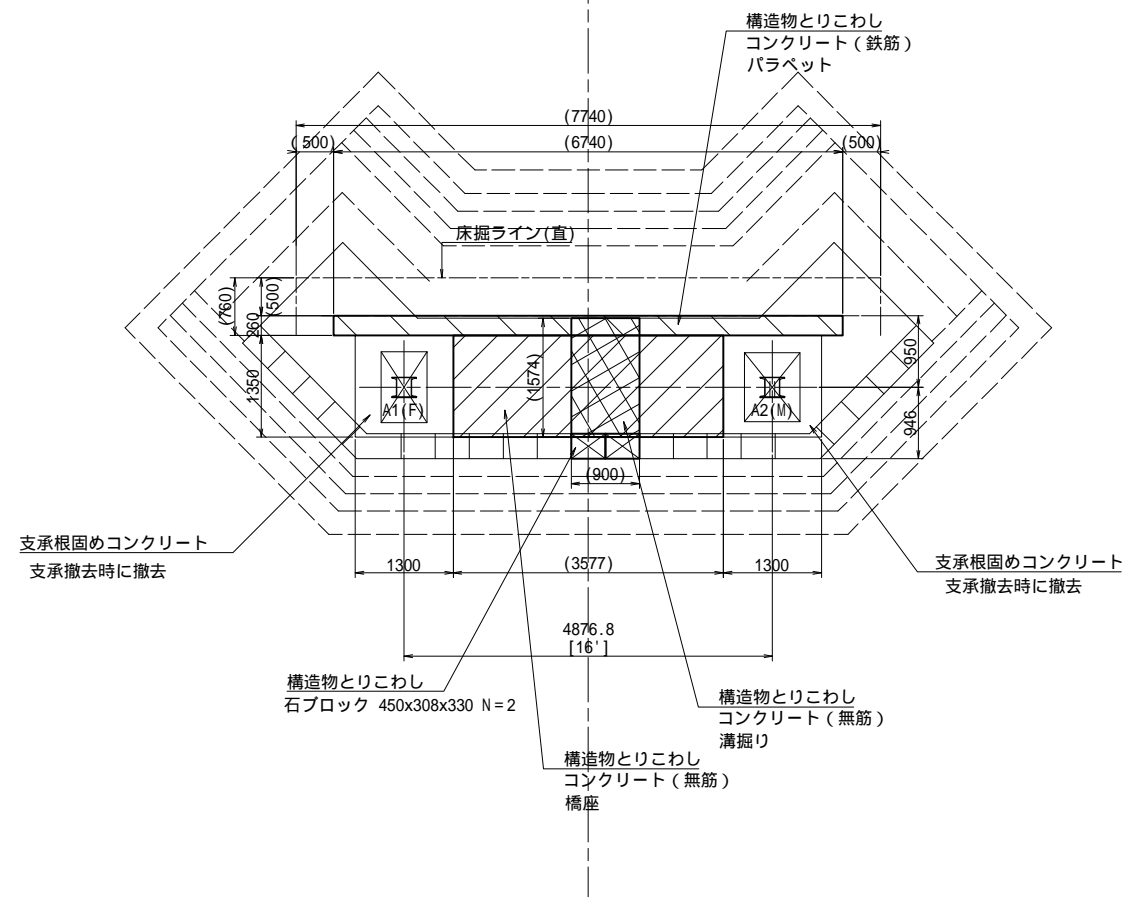 構造物とりこわし
コンクリート（鉄筋）
パラペット
(7740)
(500)
(6740)
(500)
床掘ライン(直)
(760)
(500)
260
1350
(1574)
950
946
A1(F)
A2(M)
(900)
支承根固めコンクリート
支承撤去時に撤去
支承根固めコンクリート
支承撤去時に撤去
1300
(3577)
1300
4876.8
[16']
構造物とりこわし
石ブロック 450x308x330 N=2
構造物とりこわし
コンクリート（無筋）
溝掘り
構造物とりこわし
コンクリート（無筋）
橋座